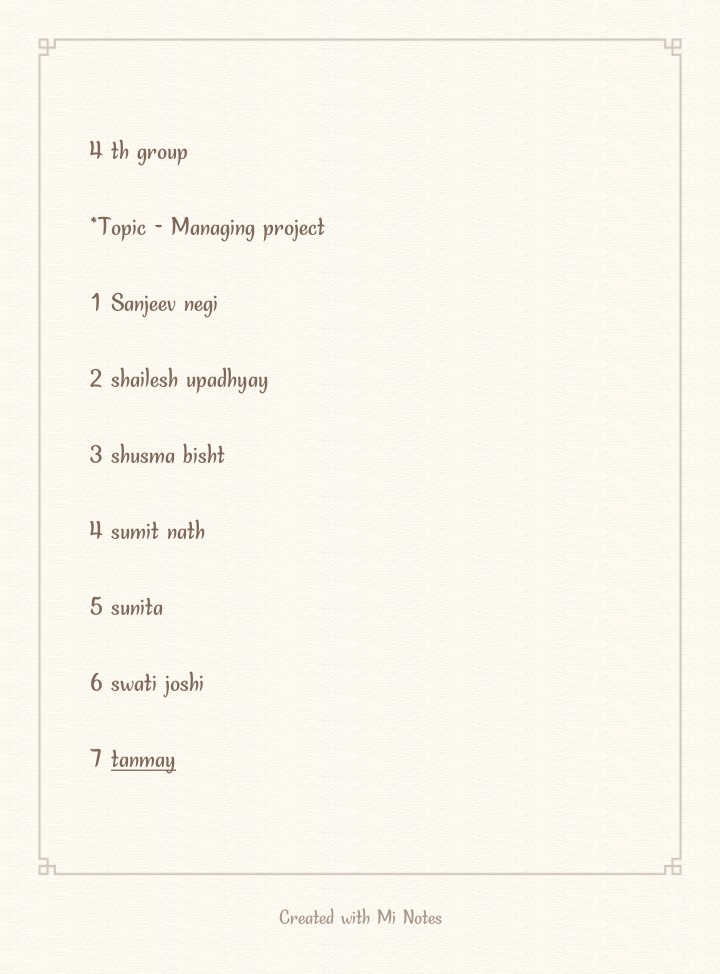 4 th group
*Topic - Managing project
1 Sanjeev negi
2 shailesh upadhyay
3 shusma bisht
4 sumit nath
5 sunita
6 swati joshi
7 tanmay
Created with Mi Notes